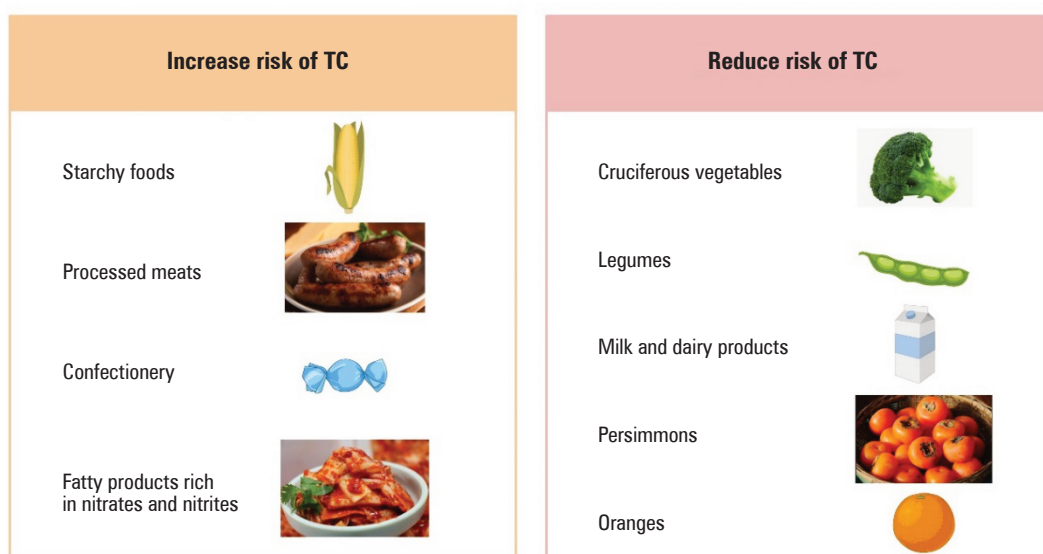 Increase risk of TC
Starchy foods
Processed meats
Confectionery
Fatty products rich
in nitrates and nitrites
Reduce risk of TC
Cruciferous vegetables
Legumes
Milk and dairy products
Persimmons
Oranges